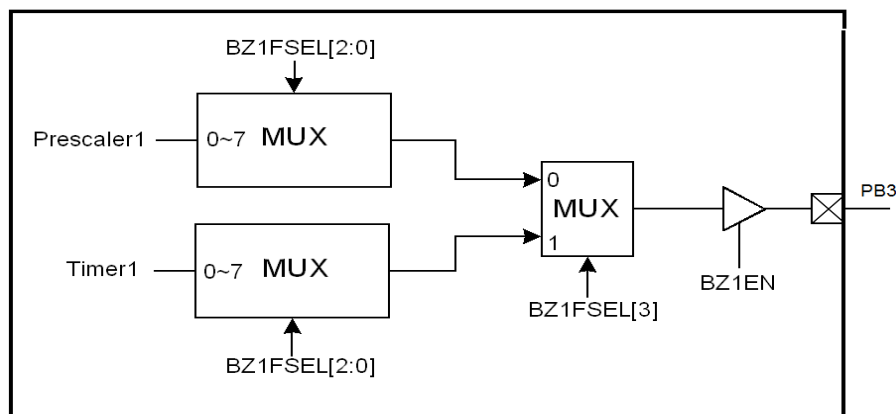 BZ1FSEL[2:0]
Prescaler1
0~7 MUX
0
MUX
1
PB3
Timer1
0~7 MUX
BZ1EN
BZ1FSEL[3]
BZ1FSEL[2:0]